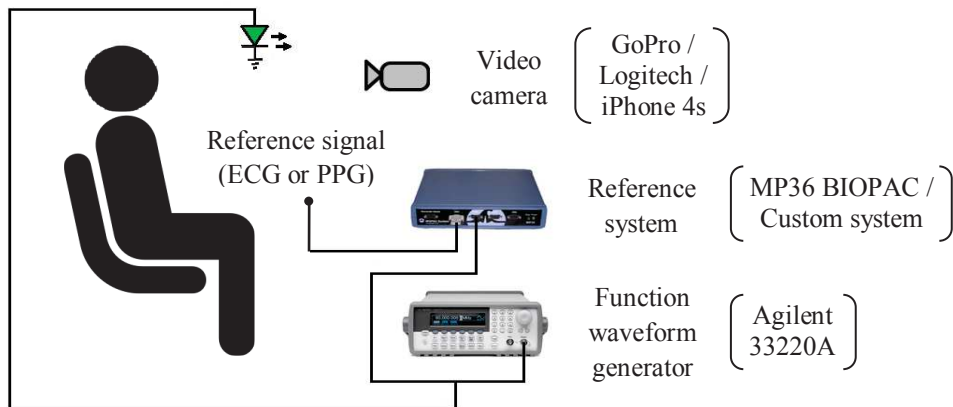 Video
camera
GoPro /
Logitech /
iPhone 4s
Reference signal
(ECG or PPG)
Reference
system
MP36 BIOPAC /
Custom system
Function
waveform
generator
Agilent
33220A